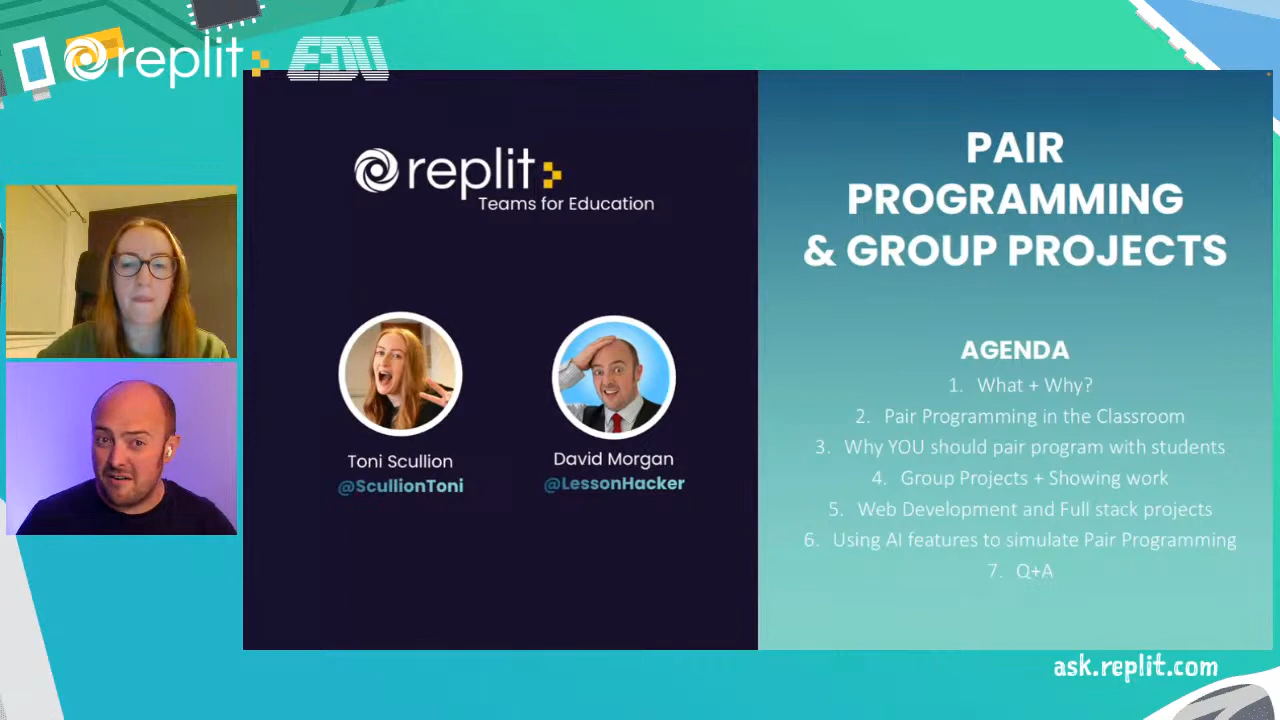 replit
EDU
replit
Teams for Education
Toni Scullion
@ScullionToni
David Morgan
@LessonHacker
PAIR
PROGRAMMING
& GROUP PROJECTS
AGENDA
1. What + Why?
2. Pair Programming in the Classroom
3. Why YOU should pair program with students
4. Group Projects + Showing work
5. Web Development and Full stack projects
6. Using AI features to simulate Pair Programming
7. Q+A
ask.replit.com